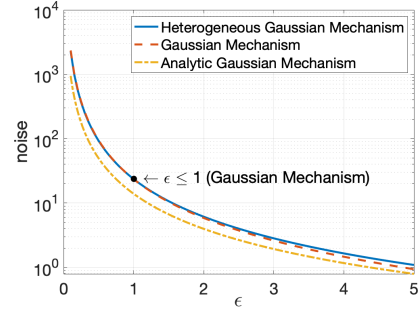 Heterogeneous Gaussian Mechanism
Gaussian Mechanism
Analytic Gaussian Mechanism
noise
10^4
10^3
10^2
10^1
10^0
← ϵ ≤ 1 (Gaussian Mechanism)
0 1 2 3 4 5
ϵ